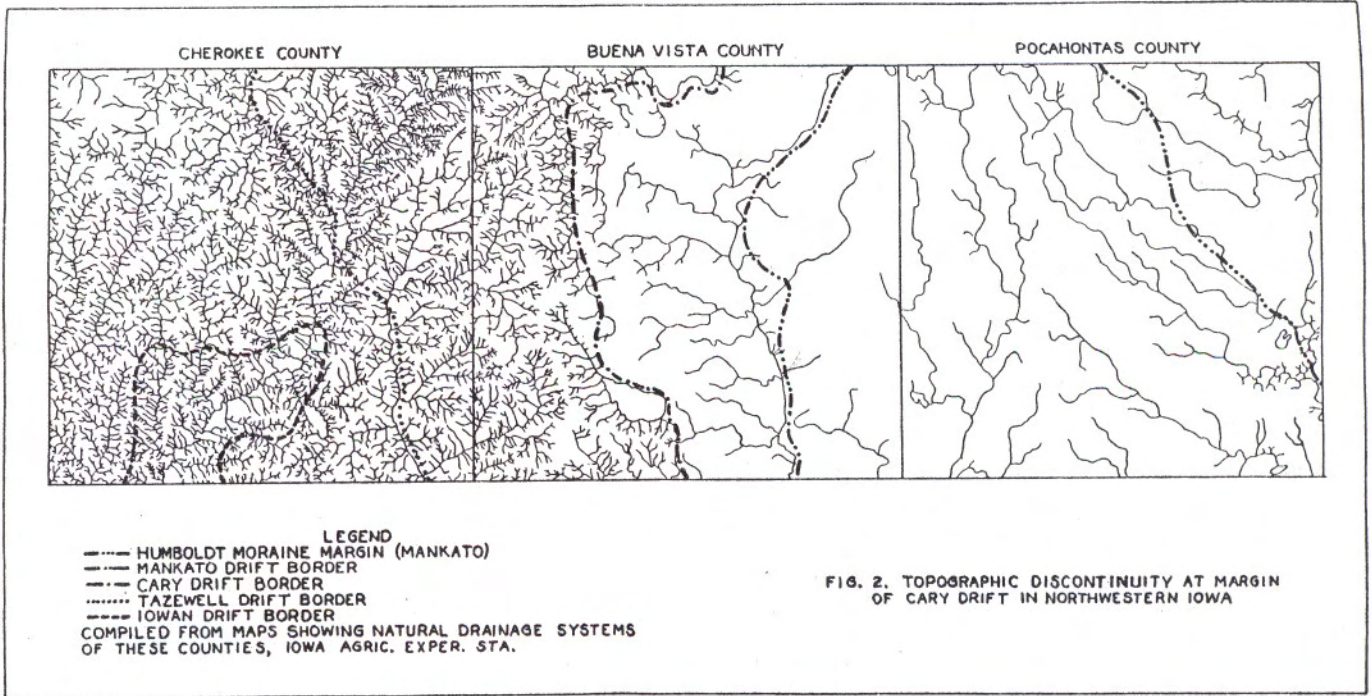 CHEROKEE COUNTY
BUENA VISTA COUNTY
POCAHONTAS COUNTY
LEGEND
HUMBOLDT MORAINE MARGIN (MANKATO)
MANKATO DRIFT BORDER
CARY DRIFT BORDER
TAZEWELL DRIFT BORDER
IOWAN DRIFT BORDER
COMPILED FROM MAPS SHOWING NATURAL DRAINAGE SYSTEMS
OF THESE COUNTIES, IOWA AGRIC. EXPER. STA.
FIG. 2. TOPOGRAPHIC DISCONTINUITY AT MARGIN
OF CARY DRIFT IN NORTHWESTERN IOWA